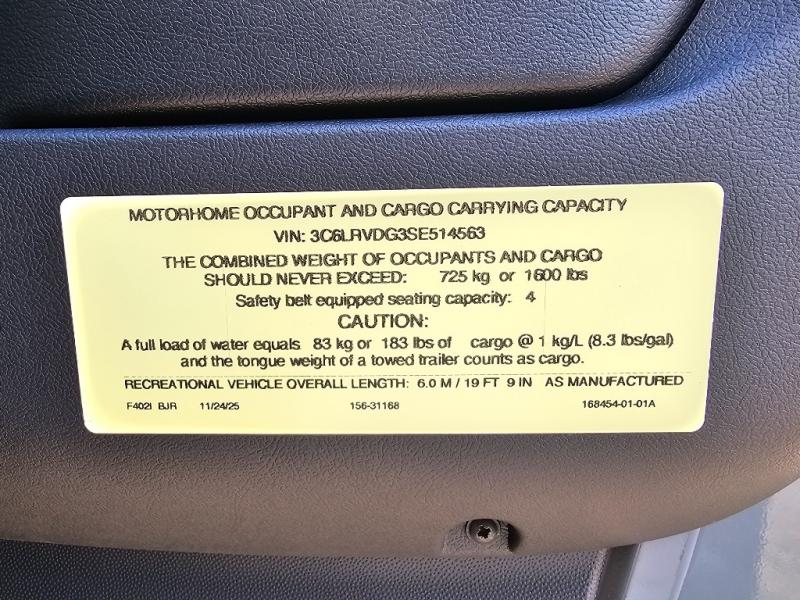 MOTORHOME OCCUPANT AND CARGO CARRYING CAPACITY
VIN: 3C6LRVDG3SE514563
THE COMBINED WEIGHT OF OCCUPANTS AND CARGO
SHOULD NEVER EXCEED: 725 kg or 1600 lbs
Safety belt equipped seating capacity: 4
CAUTION:
A full load of water equals 83 kg or 183 lbs of cargo @ 1 kg/L (8.3 lbs/gal)
and the tongue weight of a towed trailer counts as cargo.
RECREATIONAL VEHICLE OVERALL LENGTH: 6.0 M / 19 FT 9 IN AS MANUFACTURED
F402I BJR 11/24/25 156-31168 168454-01-01A